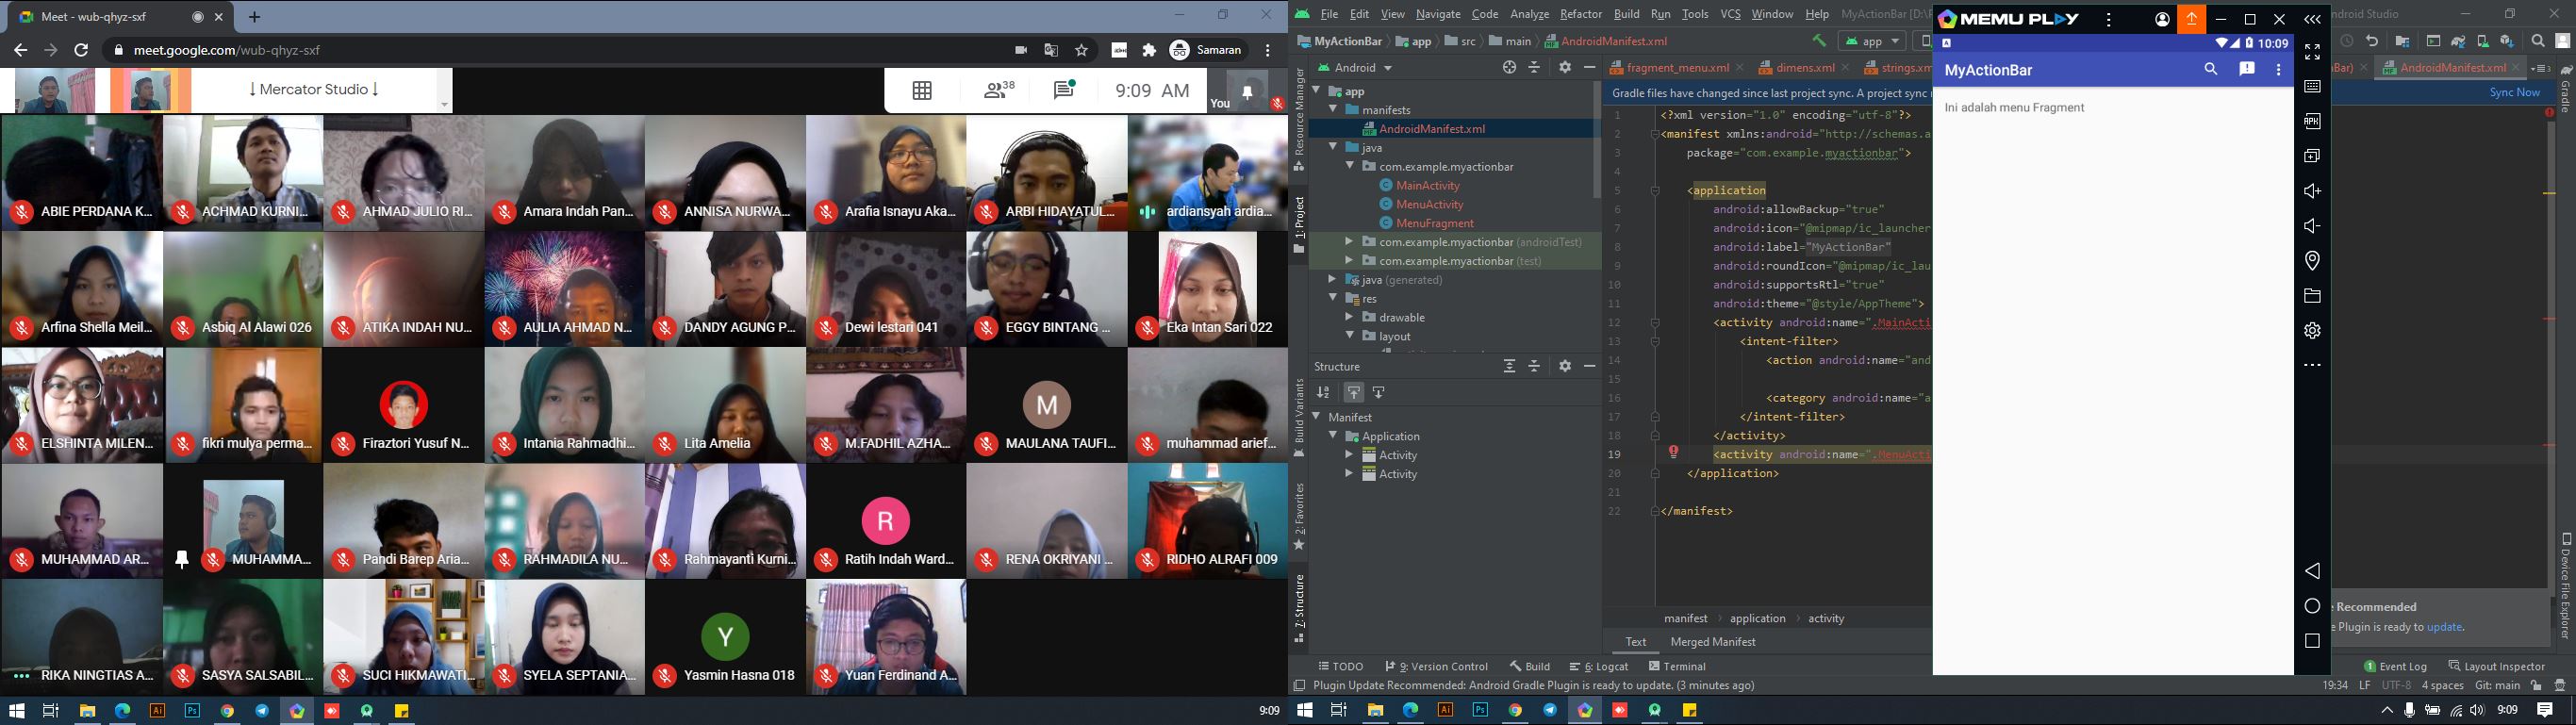 Meet - wub-qhyz-sxf
meet.google.com/wub-qhyz-sxf
Samaran
↓ Mercator Studio ↓
38
9:09 AM
You
ABIE PERDANA K...
ACHMAD KURNI...
AHMAD JULIO RI...
Amara Indah Pan...
ANNISA NURWA...
Arafia Isnayu Aka...
ARBI HIDAYATUL...
ardiansyah ardia...
Arfina Shella Meil...
Asbiq Al Alawi 026
ATIKA INDAH NU...
AULIA AHMAD N...
DANDY AGUNG P...
Dewi lestari 041
EGGY BINTANG ...
Eka Intan Sari 022
ELSHINTA MILEN...
fikri mulya perma...
Firaztori Yusuf N...
Intania Rahmadhi...
Lita Amelia
M.FADHIL AZHA...
M
MAULANA TAUFI...
muhammad arief...
MUHAMMAD AR...
MUHAMMA...
Pandi Barep Aria...
RAHMADILA NU...
Rahmayanti Kurni...
R
Ratih Indah Ward...
RENA OKRIYANI ...
RIDHO ALRAFI 009
RIKA NINGTIAS A...
SASYA SALSABIL...
SUCI HIKMAWATI...
SYELA SEPTANIA...
Y
Yasmin Hasna 018
Yuan Ferdinand A...
Ai
Ps
9:09
File Edit View Navigate Code Analyze Refactor Build Run Tools VCS Window Help MyActionBar [D:\
ndroid Studio
MyActionBar app src main AndroidManifest.xml
app
Android
fragment_menu.xml dimens.xml strings.xm
Bar) AndroidManifest.xml
Gradle files have changed since last project sync. A project sync
Sync Now
Resource Manager
1: Project
Build Variants
2: Favorites
7: Structure
Gradle
Device File Explorer
app
manifests
AndroidManifest.xml
java
com.example.myactionbar
MainActivity
MenuActivity
MenuFragment
com.example.myactionbar (androidTest)
com.example.myactionbar (test)
java (generated)
res
drawable
layout
Structure
Manifest
Application
Activity
Activity
1 <?xml version="1.0" encoding="utf-8"?>
2 <manifest xmlns:android="http://schemas.a
3 package="com.example.myactionbar">
4
5 <application
6 android:allowBackup="true"
7 android:icon="@mipmap/ic_launcher
8 android:label="MyActionBar"
9 android:roundIcon="@mipmap/ic_lau
10 android:supportsRtl="true"
11 android:theme="@style/AppTheme">
12 <activity android:name=".MainActi
13 <intent-filter>
14 <action android:name="and
15
16 <category android:name="a
17 </intent-filter>
18 </activity>
19 <activity android:name=".MenuActi
20 </application>
21
22 </manifest>
manifest application activity
Text Merged Manifest
MEMU PLAY
10:09
MyActionBar
Ini adalah menu Fragment
APK
e Recommended
e Plugin is ready to update.
TODO 9: Version Control Build 6: Logcat Terminal
1 Event Log Layout Inspector
Plugin Update Recommended: Android Gradle Plugin is ready to update. (3 minutes ago)
19:34 LF UTF-8 4 spaces Git: main
Ai
Ps
9:09